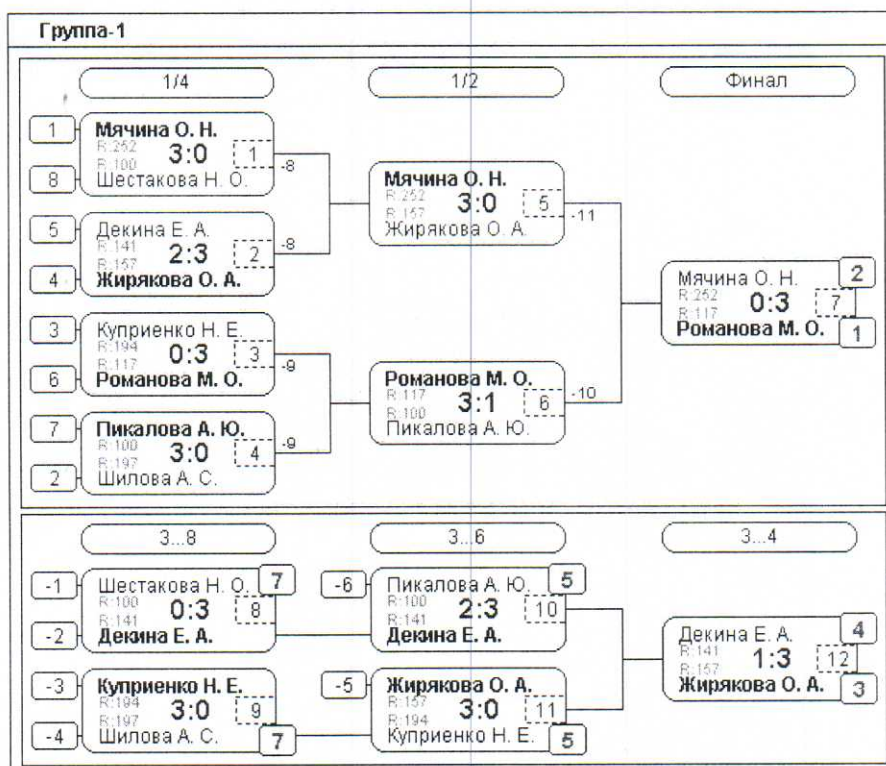 Группа-1
1/4
1/2
Финал
1
Мячина О. Н.
R:252
R:100
3:0
1
-8
8
Шестакова Н. О.
5
Декина Е. А.
R:141
R:157
2:3
2
-8
4
Жирякова О. А.
3
Куприенко Н. Е.
R:194
R:117
0:3
3
-9
6
Романова М. О.
7
Пикалова А. Ю.
R:100
R:197
3:0
4
-9
2
Шилова А. С.
Мячина О. Н.
R:252
R:157
3:0
5
-11
Жирякова О. А.
Романова М. О.
R:117
R:100
3:1
6
-10
Пикалова А. Ю.
Мячина О. Н.
2
R:252
R:117
0:3
7
Романова М. О.
1
3...8
3...6
3...4
-1
Шестакова Н. О.
7
R:100
R:141
0:3
8
-2
Декина Е. А.
-3
Куприенко Н. Е.
R:194
R:197
3:0
9
-4
Шилова А. С.
7
-6
Пикалова А. Ю.
5
R:100
R:141
2:3
10
Декина Е. А.
-5
Жирякова О. А.
R:157
R:194
3:0
11
Куприенко Н. Е.
5
Декина Е. А.
4
R:141
R:157
1:3
12
Жирякова О. А.
3